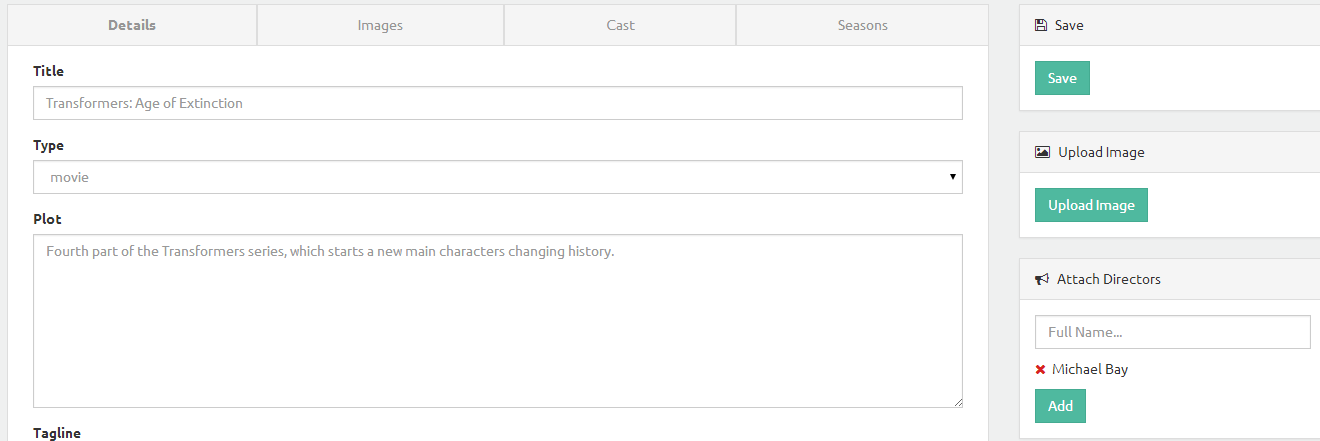 Details
Images
Cast
Seasons
Title
Transformers: Age of Extinction
Type
movie
Plot
Fourth part of the Transformers series, which starts a new main characters changing history.
Tagline
Save
Save
Upload Image
Upload Image
Attach Directors
Full Name...
Michael Bay
Add